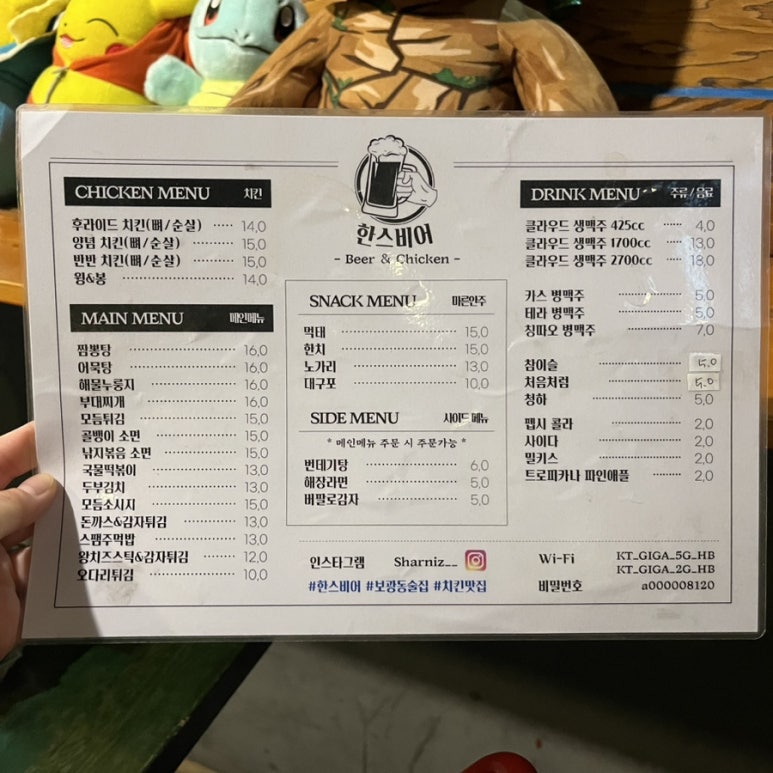 한스비어
- Beer & Chicken -
CHICKEN MENU 치킨
후라이드 치킨(뼈/순살) ····· 14,0
양념 치킨(뼈/순살) ·········· 15,0
반반 치킨(뼈/순살) ·········· 15,0
윙&봉 ·········· 14,0
MAIN MENU 메인메뉴
짬뽕탕 ·········· 16,0
어묵탕 ·········· 16,0
해물누룽지 ·········· 16,0
부대찌개 ·········· 16,0
모듬튀김 ·········· 15,0
골뱅이 소면 ·········· 15,0
낙지볶음 소면 ·········· 15,0
국물떡볶이 ·········· 13,0
두부김치 ·········· 13,0
모듬소시지 ·········· 15,0
돈까스&감자튀김 ·········· 13,0
스팸주먹밥 ·········· 13,0
왕치즈스틱&감자튀김 ······· 12,0
오다리튀김 ·········· 10,0
SNACK MENU 마른안주
먹태 ·········· 15,0
한치 ·········· 15,0
노가리 ·········· 13,0
대구포 ·········· 10,0
SIDE MENU 사이드 메뉴
* 메인메뉴 주문 시 주문가능 *
번데기탕 ·········· 6,0
해장라면 ·········· 5,0
버팔로감자 ·········· 5,0
DRINK MENU 주류/음료
클라우드 생맥주 425cc ····· 4,0
클라우드 생맥주 1700cc ····· 13,0
클라우드 생맥주 2700cc ····· 18,0
카스 병맥주 ·········· 5,0
테라 병맥주 ·········· 5,0
칭따오 병맥주 ·········· 7,0
참이슬 ·········· 5.0
처음처럼 ·········· 5.0
청하 ·········· 5,0
펩시 콜라 ·········· 2,0
사이다 ·········· 2,0
밀키스 ·········· 2,0
트로피카나 파인애플 ······· 2,0
인스타그램 Sharniz__
#한스비어 #보광동술집 #치킨맛집
Wi-Fi KT_GIGA_5G_HB
KT_GIGA_2G_HB
비밀번호 a000008120